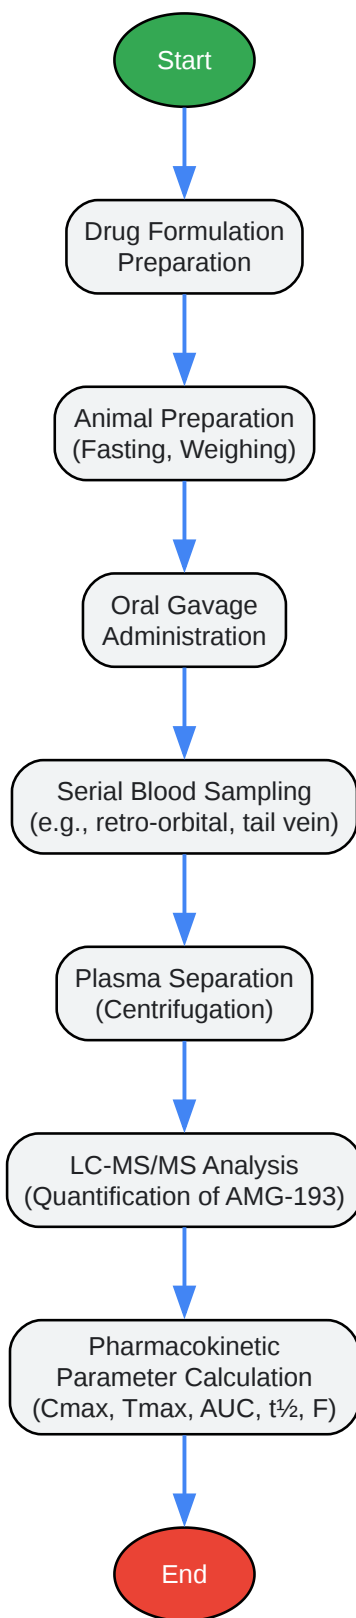 Start
Drug Formulation
Preparation
Animal Preparation
(Fasting, Weighing)
Oral Gavage
Administration
Serial Blood Sampling
(e.g., retro-orbital, tail vein)
Plasma Separation
(Centrifugation)
LC-MS/MS Analysis
(Quantification of AMG-193)
Pharmacokinetic
Parameter Calculation
(Cmax, Tmax, AUC, t½, F)
End